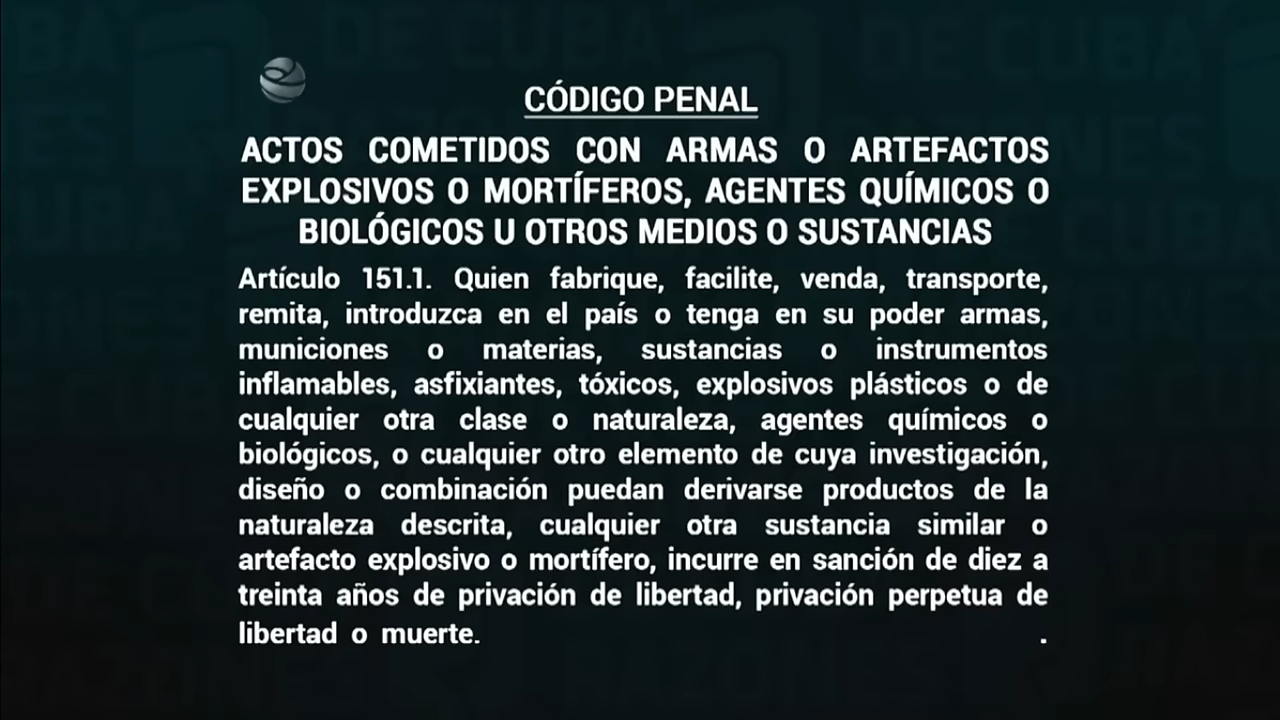 CÓDIGO PENAL
ACTOS COMETIDOS CON ARMAS O ARTEFACTOS
EXPLOSIVOS O MORTÍFEROS, AGENTES QUÍMICOS O
BIOLÓGICOS U OTROS MEDIOS O SUSTANCIAS
Artículo 151.1. Quien fabrique, facilite, venda, transporte,
remita, introduzca en el país o tenga en su poder armas,
municiones o materias, sustancias o instrumentos
inflamables, asfixiantes, tóxicos, explosivos plásticos o de
cualquier otra clase o naturaleza, agentes químicos o
biológicos, o cualquier otro elemento de cuya investigación,
diseño o combinación puedan derivarse productos de la
naturaleza descrita, cualquier otra sustancia similar o
artefacto explosivo o mortífero, incurre en sanción de diez a
treinta años de privación de libertad, privación perpetua de
libertad o muerte. .